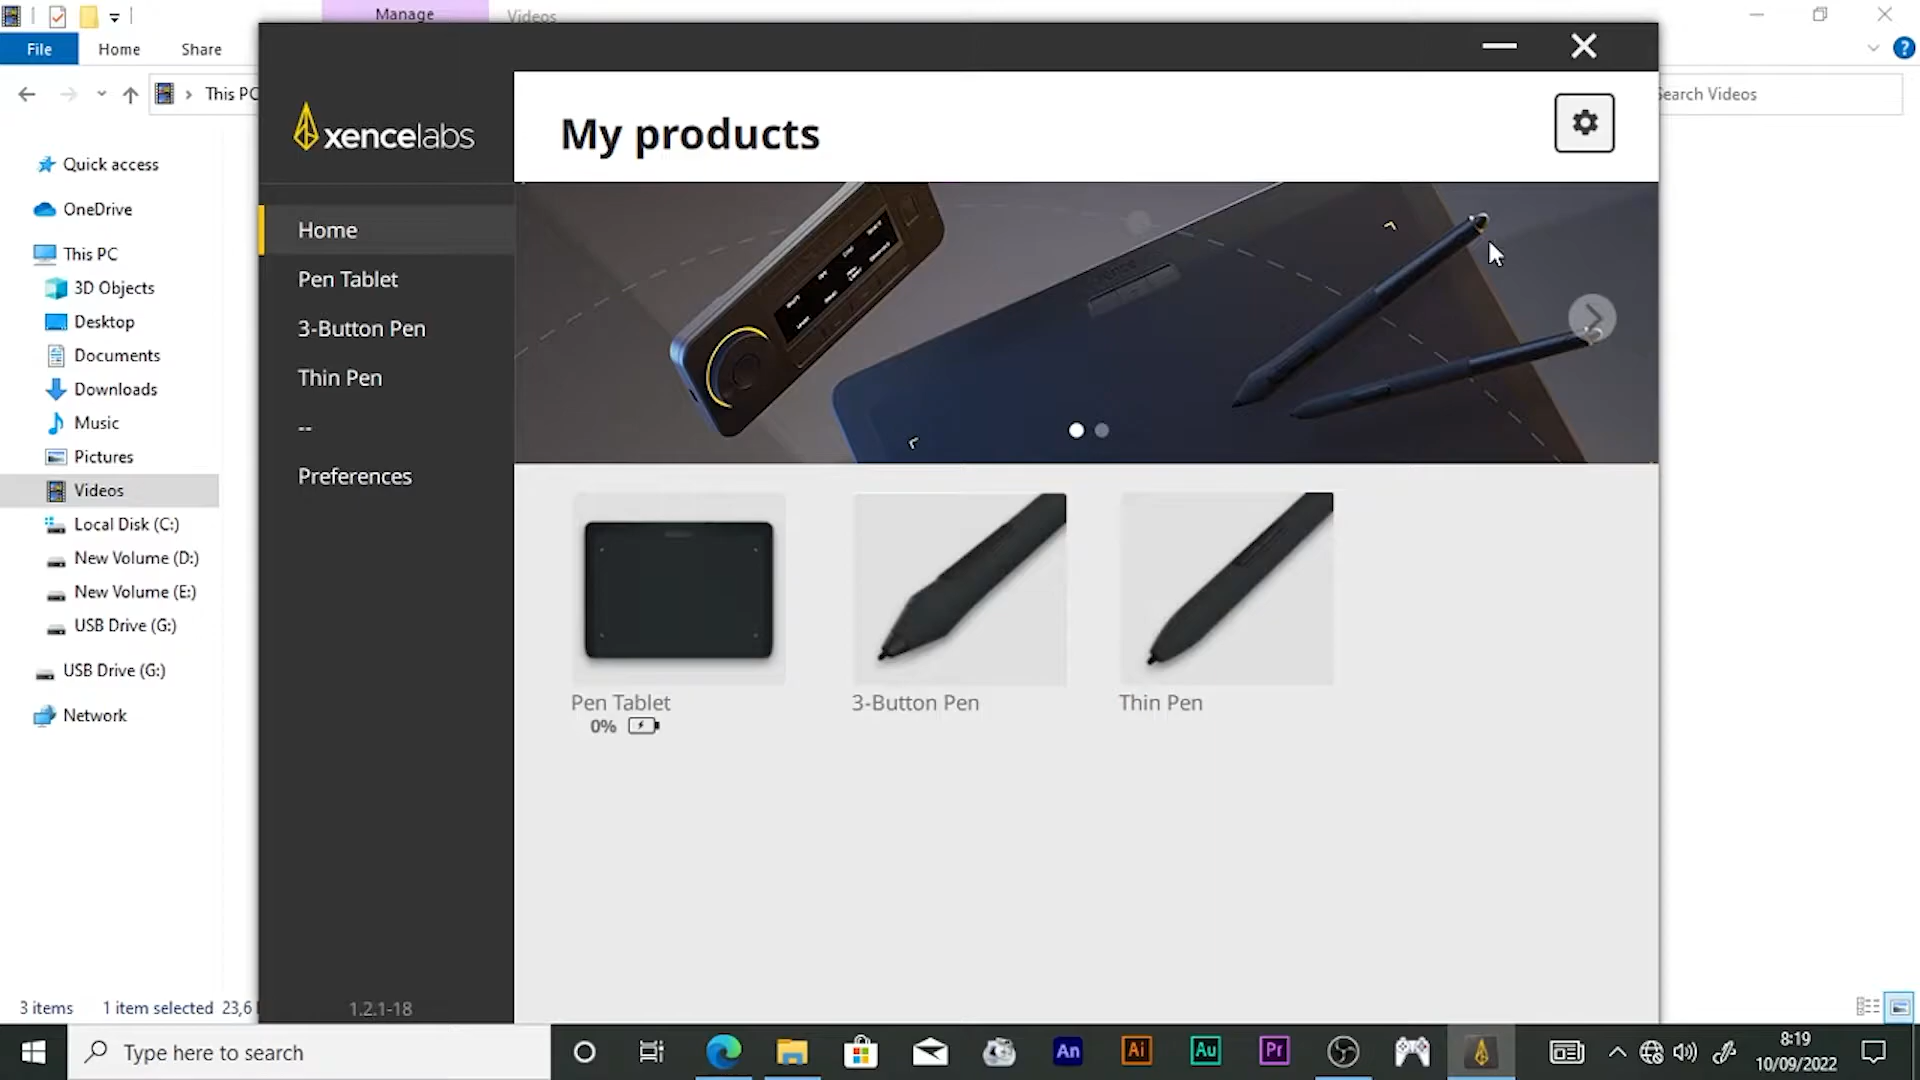 Manage
Videos
File
Home
Share
This PC
Search Videos
Quick access
OneDrive
This PC
3D Objects
Desktop
Documents
Downloads
Music
Pictures
Videos
Local Disk (C:)
New Volume (D:)
New Volume (E:)
USB Drive (G:)
USB Drive (G:)
Network
3 items
1 item selected
23,6
xencelabs
Home
Pen Tablet
3-Button Pen
Thin Pen
--
Preferences
1.2.1-18
My products
Pen Tablet
0%
3-Button Pen
Thin Pen
Type here to search
An
Ai
Au
Pr
8:19
10/09/2022